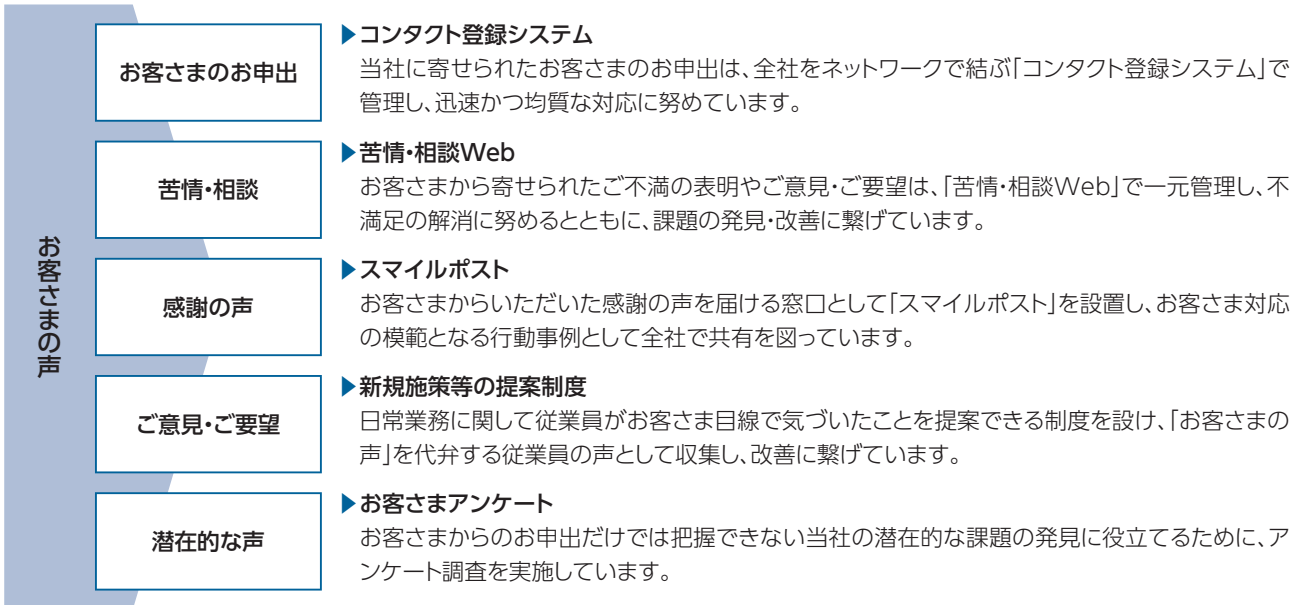 お客さまの声
お客さまのお申出
▶コンタクト登録システム
当社に寄せられたお客さまのお申出は、全社をネットワークで結ぶ「コンタクト登録システム」で
管理し、迅速かつ均質な対応に努めています。
苦情・相談
▶苦情・相談Web
お客さまから寄せられたご不満の表明やご意見・ご要望は、「苦情・相談Web」で一元管理し、不
満足の解消に努めるとともに、課題の発見・改善に繋げています。
感謝の声
▶スマイルポスト
お客さまからいただいた感謝の声を届ける窓口として「スマイルポスト」を設置し、お客さま対応
の模範となる行動事例として全社で共有を図っています。
ご意見・ご要望
▶新規施策等の提案制度
日常業務に関して従業員がお客さま目線で気づいたことを提案できる制度を設け、「お客さまの
声」を代弁する従業員の声として収集し、改善に繋げています。
潜在的な声
▶お客さまアンケート
お客さまからのお申出だけでは把握できない当社の潜在的な課題の発見に役立てるために、ア
ンケート調査を実施しています。